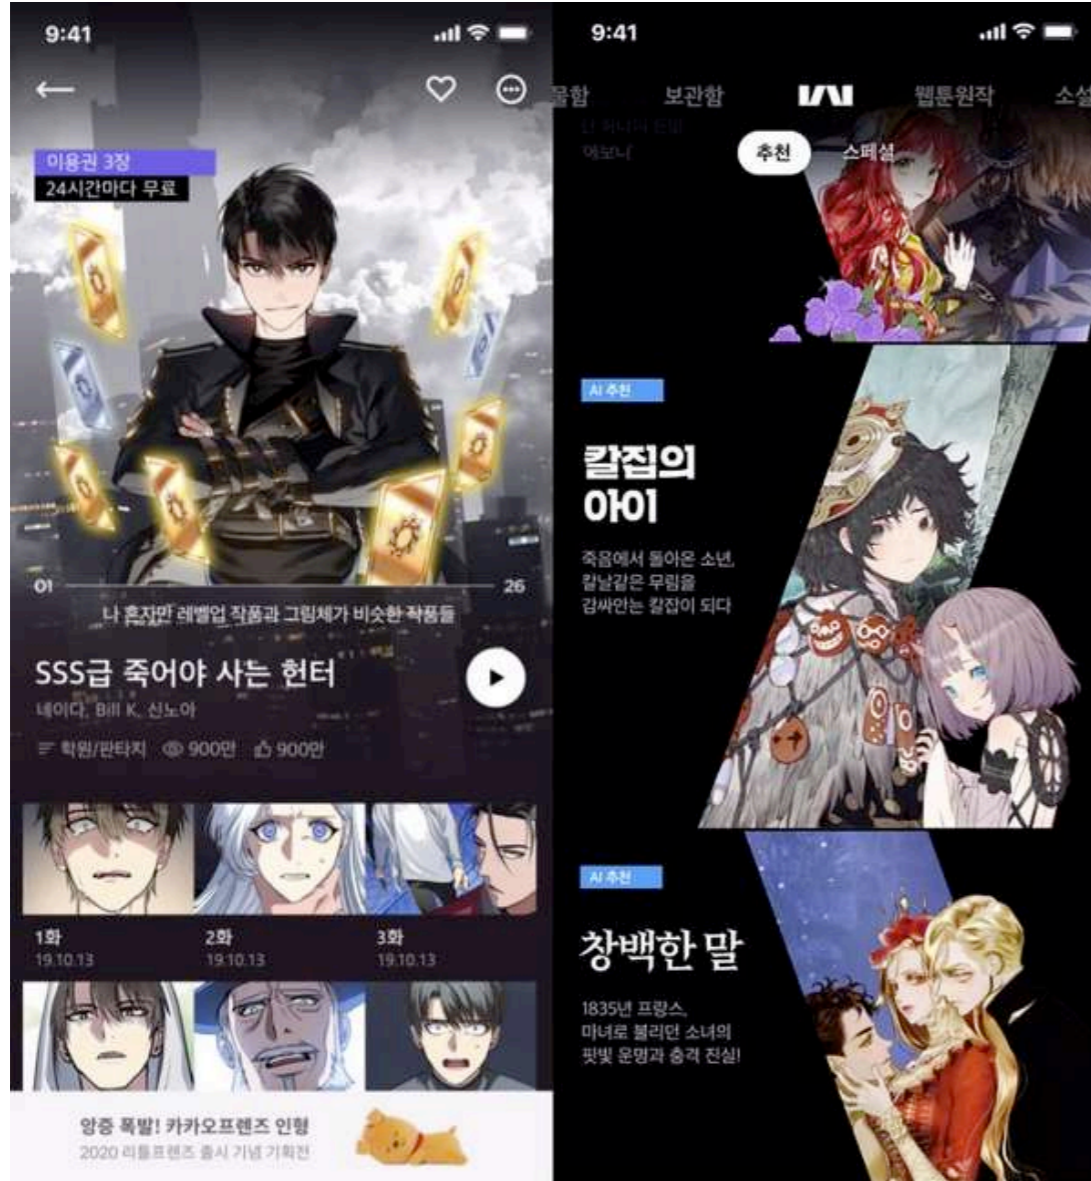 9:41
이용권 3장
24시간마다 무료
01
26
나 혼자만 레벨업 작품과 그림체가 비슷한 작품들
SSS급 죽어야 사는 헌터
네이다, Bill K, 신노아
학원/판타지 900만 900만
1화
2화
3화
19.10.13
19.10.13
19.10.13
앙증 폭발! 카카오프렌즈 인형
2020 리틀프렌즈 출시 기념 기획전
9:41
물함
보관함
웹툰원작
소설
추천
스페셜
AI 추천
칼집의
아이
죽음에서 돌아온 소년,
칼날같은 무림을
감싸안는 칼잡이 되다
AI 추천
창백한 말
1835년 프랑스,
마녀로 불리던 소녀의
핏빛 운명과 충격 진실!